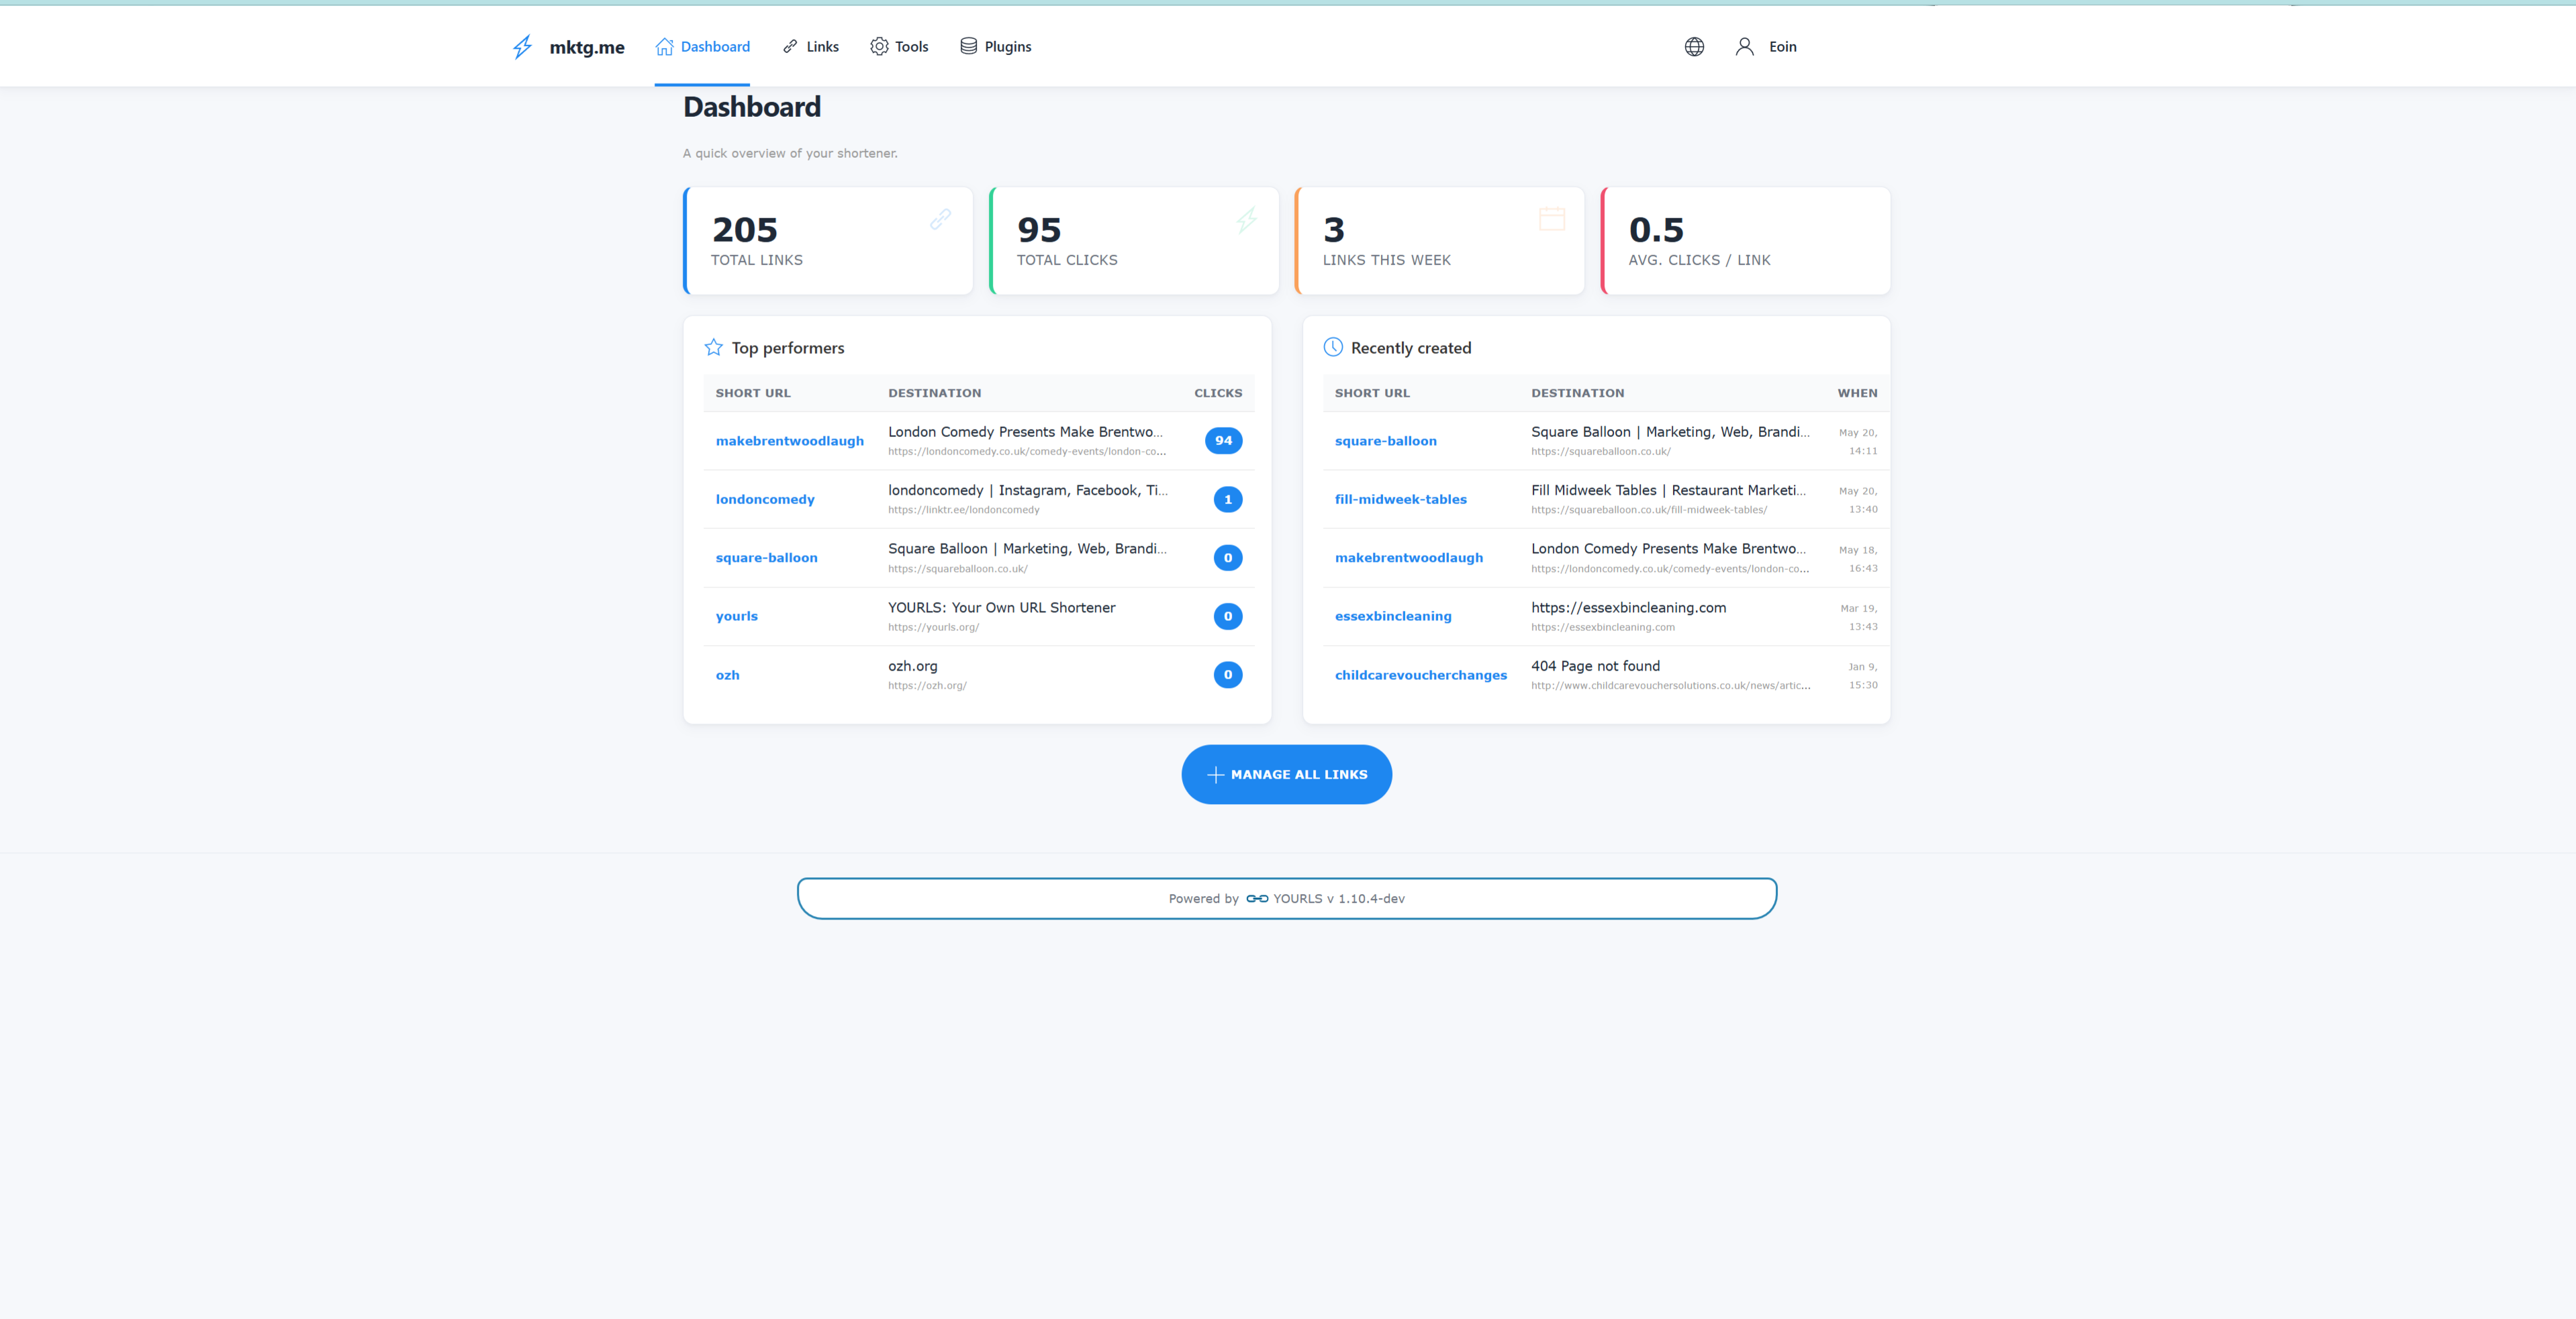 mktg.me Dashboard Links Tools Plugins Eoin
Dashboard
A quick overview of your shortener.
205
TOTAL LINKS
95
TOTAL CLICKS
3
LINKS THIS WEEK
0.5
AVG. CLICKS / LINK
Top performers
SHORT URL DESTINATION CLICKS
makebrentwoodlaugh London Comedy Presents Make Brentwo... 94
https://londoncomedy.co.uk/comedy-events/london-co...
londoncomedy londoncomedy | Instagram, Facebook, Ti... 1
https://linktr.ee/londoncomedy
square-balloon Square Balloon | Marketing, Web, Brandi... 0
https://squareballoon.co.uk/
yourls YOURLS: Your Own URL Shortener 0
https://yourls.org/
ozh ozh.org 0
https://ozh.org/
Recently created
SHORT URL DESTINATION WHEN
square-balloon Square Balloon | Marketing, Web, Brandi... May 20,
https://squareballoon.co.uk/ 14:11
fill-midweek-tables Fill Midweek Tables | Restaurant Marketi... May 20,
https://squareballoon.co.uk/fill-midweek-tables/ 13:40
makebrentwoodlaugh London Comedy Presents Make Brentwo... May 18,
https://londoncomedy.co.uk/comedy-events/london-co... 16:43
essexbincleaning https://essexbincleaning.com Mar 19,
https://essexbincleaning.com 13:43
childcarevoucherchanges 404 Page not found Jan 9,
http://www.childcarevouchersolutions.co.uk/news/artic... 15:30
MANAGE ALL LINKS
Powered by YOURLS v 1.10.4-dev